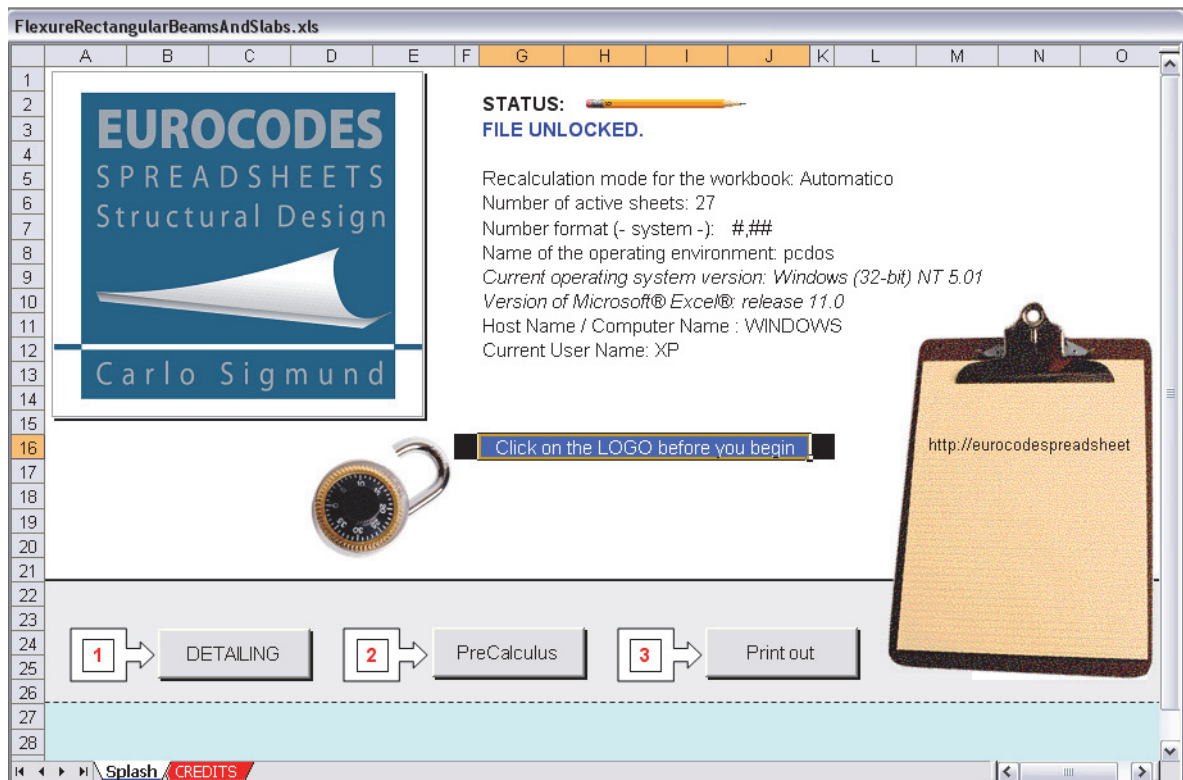 FlexureRectangularBeamsAndSlabs.xls
A B C D E F G H I J K L M N O
1
2
3
4
5
6
7
8
9
10
11
12
13
14
15
16
17
18
19
20
21
22
23
24
25
26
27
28
EUROCODES
SPREADSHEETS
Structural Design
Carlo Sigmund
STATUS:
FILE UNLOCKED.
Recalculation mode for the workbook: Automatico
Number of active sheets: 27
Number format (- system -): #,##
Name of the operating environment: pcdos
Current operating system version: Windows (32-bit) NT 5.01
Version of Microsoft® Excel®: release 11.0
Host Name / Computer Name : WINDOWS
Current User Name: XP
Click on the LOGO before you begin
http://eurocodespreadsheet
1 DETAILING 2 PreCalculus 3 Print out
Splash CREDITS